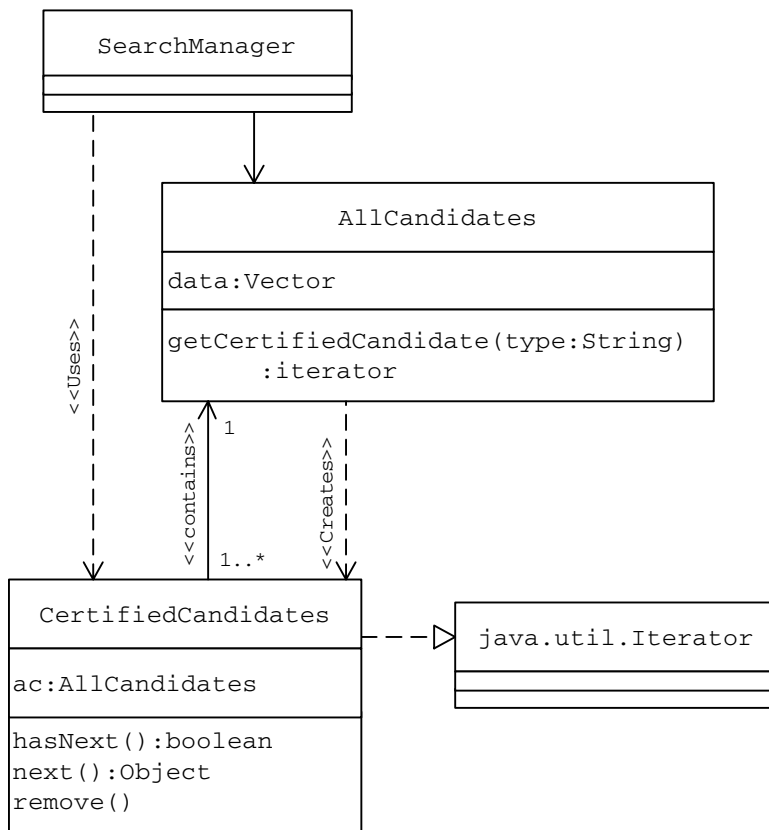 SearchManager
AllCandidates
data:Vector
getCertifiedCandidate(type:String)
:iterator
<<Uses>>
<<contains>>
1
1..*
<<Creates>>
CertifiedCandidates
ac:AllCandidates
hasNext():boolean
next():Object
remove()
java.util.Iterator